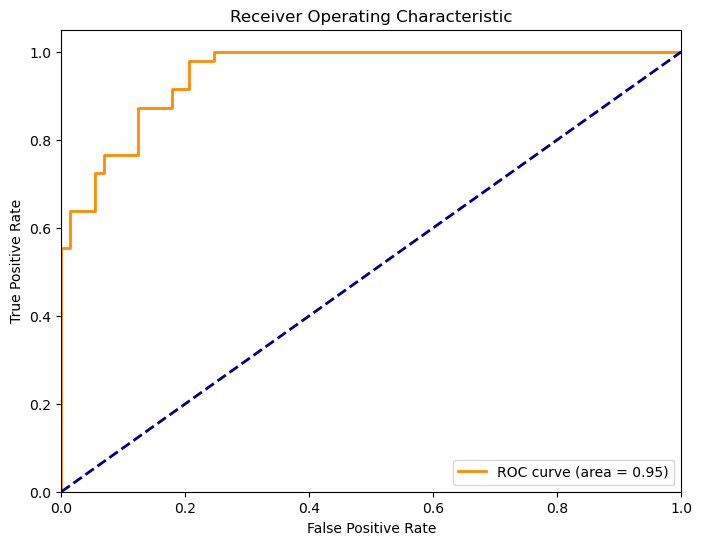 Receiver Operating Characteristic
1.0
0.8
0.6
0.4
0.2
0.0
True Positive Rate
ROC curve (area = 0.95)
0.0 0.2 0.4 0.6 0.8 1.0
False Positive Rate